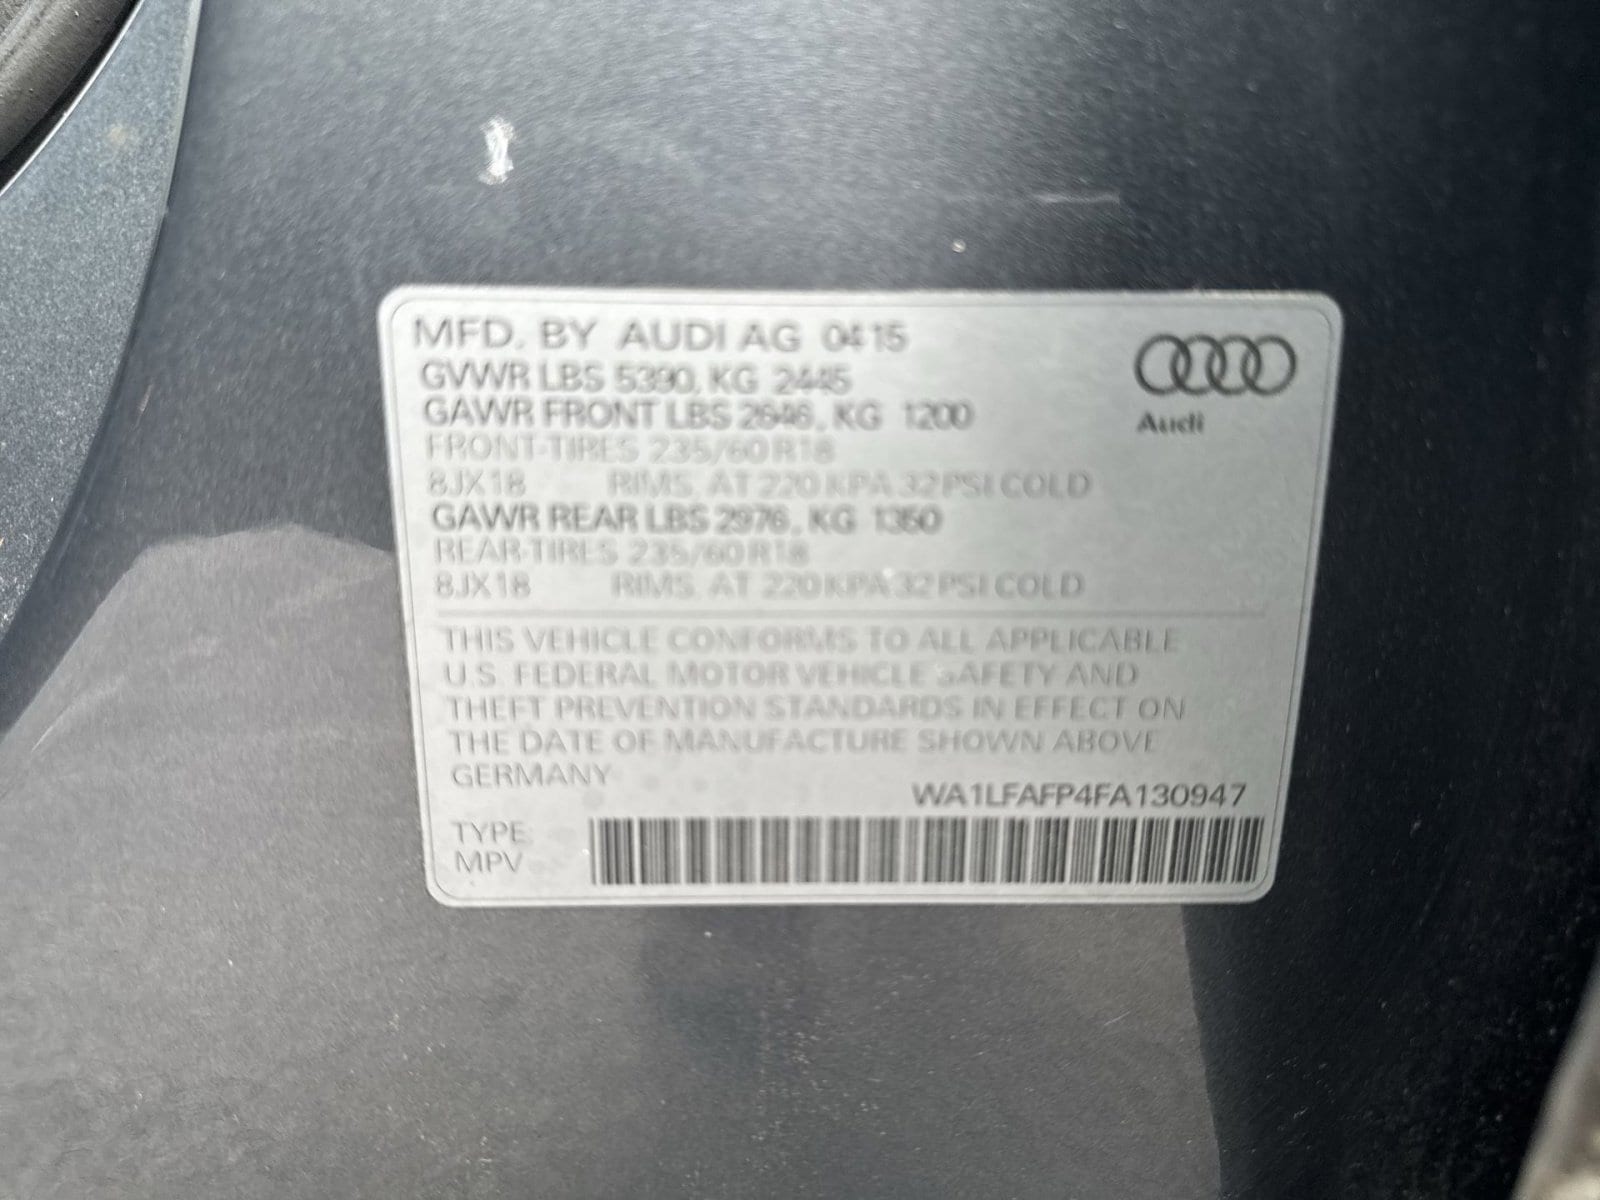 MFD. BY AUDI AG 04 15
GVWR LBS 5390, KG 2445
GAWR FRONT LBS 2646, KG 1200
FRONT-TIRES 235/60 R18
8JX18 RIMS. AT 220 KPA 32 PSI COLD
GAWR REAR LBS 2976, KG 1350
REAR-TIRES 235/60 R18
8JX18 RIMS. AT 220 KPA 32 PSI COLD
Audi
THIS VEHICLE CONFORMS TO ALL APPLICABLE
U.S. FEDERAL MOTOR VEHICLE SAFETY AND
THEFT PREVENTION STANDARDS IN EFFECT ON
THE DATE OF MANUFACTURE SHOWN ABOVE
GERMANY
WA1LFAFP4FA130947
TYPE:
MPV